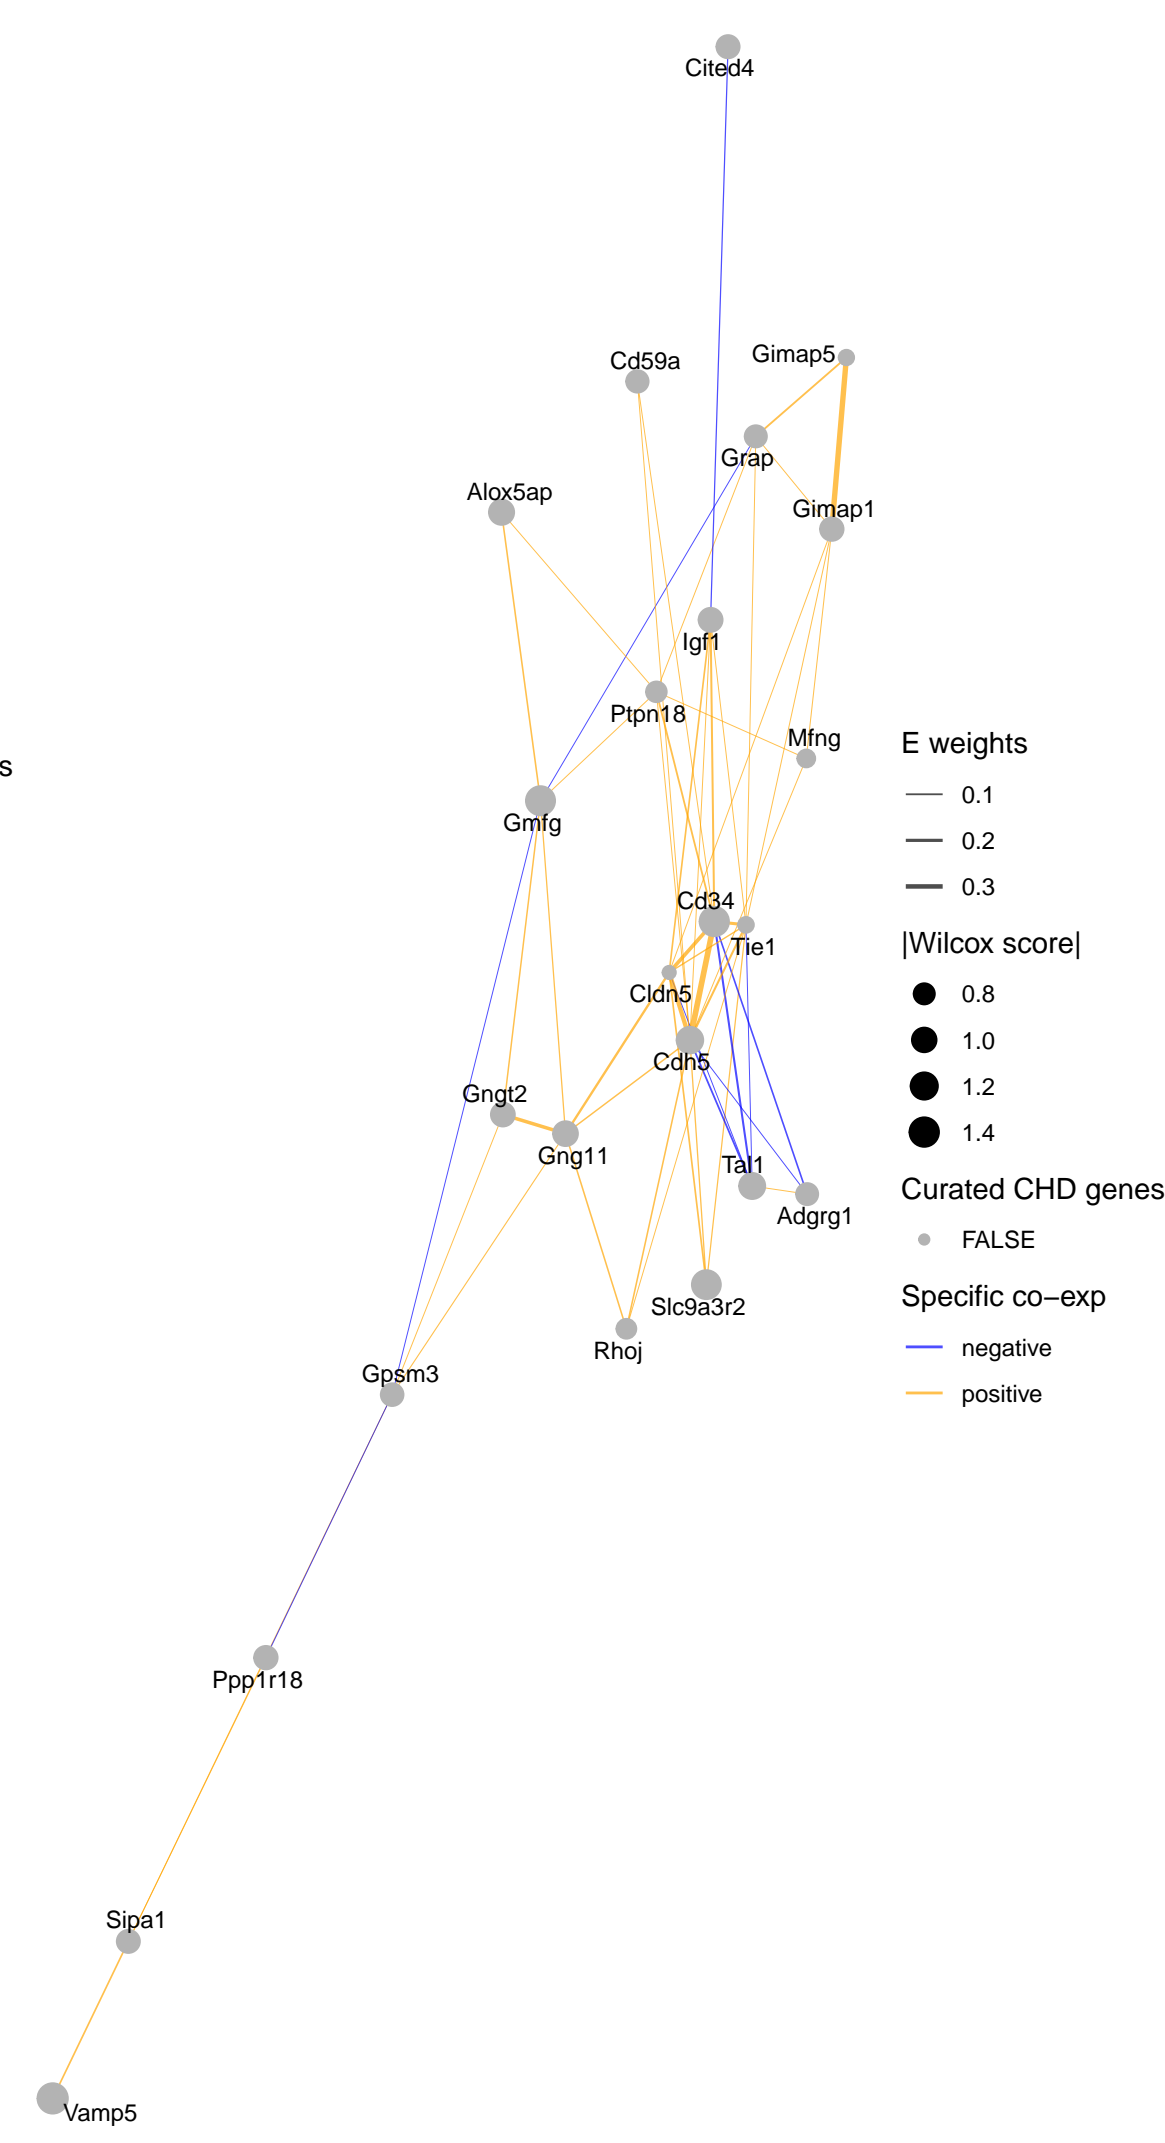 Cited4
Cd59a
Gimap5
Grap
Alox5ap
Gimap1
Igf1
Ptpn18
Mfng
s
Gmfg
Cd34
Tie1
Cldn5
Cdh5
Gngt2
Gng11
Tal1
Adgrg1
Slc9a3r2
Rhoj
Gpsm3
Ppp1r18
Sipa1
Vamp5
E weights
0.1
0.2
0.3
|Wilcox score|
0.8
1.0
1.2
1.4
Curated CHD genes
FALSE
Specific co−exp
negative
positive